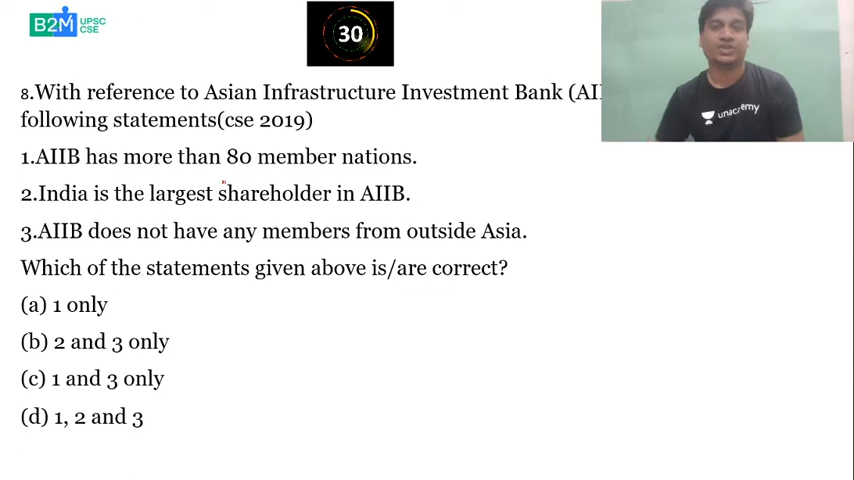 B2M UPSC
CSE
30
8.With reference to Asian Infrastructure Investment Bank (AI
following statements(cse 2019)
1.AIIB has more than 80 member nations.
2.India is the largest shareholder in AIIB.
3.AIIB does not have any members from outside Asia.
Which of the statements given above is/are correct?
(a) 1 only
(b) 2 and 3 only
(c) 1 and 3 only
(d) 1, 2 and 3
unacademy